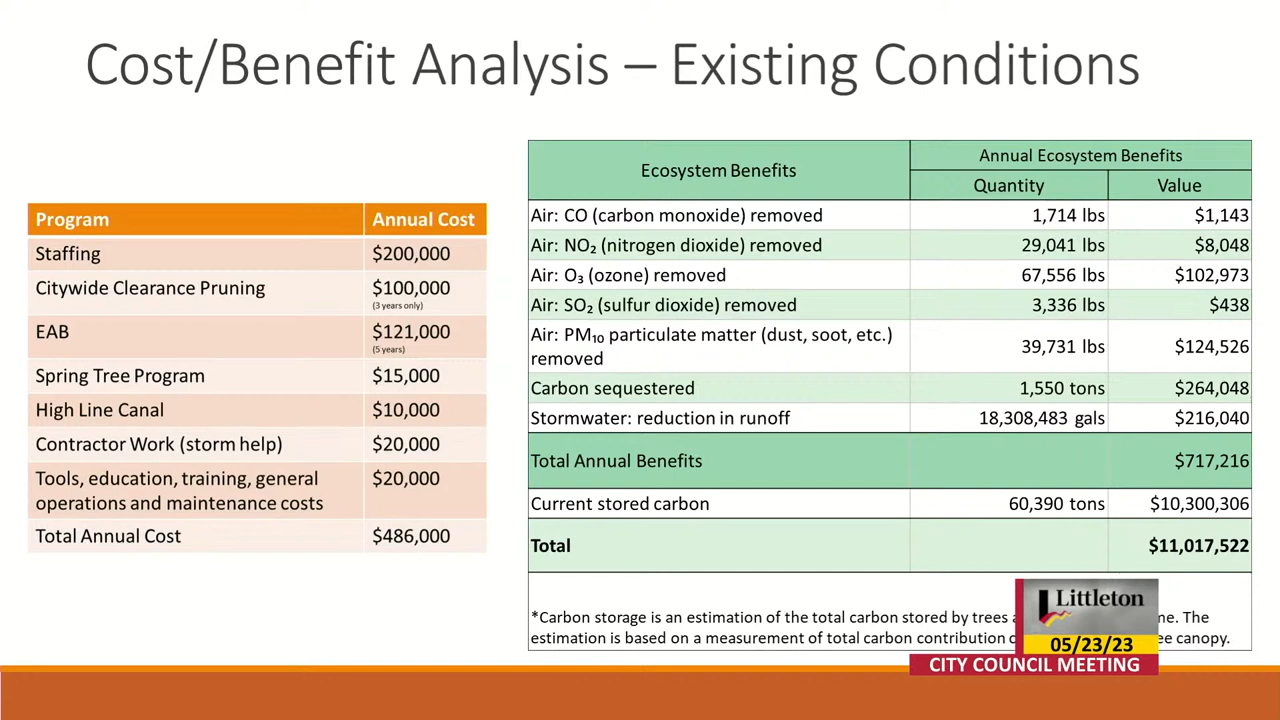 Cost/Benefit Analysis – Existing Conditions
Program Annual Cost
Staffing $200,000
Citywide Clearance Pruning $100,000
(3 years only)
EAB $121,000
(5 years)
Spring Tree Program $15,000
High Line Canal $10,000
Contractor Work (storm help) $20,000
Tools, education, training, general $20,000
operations and maintenance costs
Total Annual Cost $486,000
Ecosystem Benefits
Annual Ecosystem Benefits
Quantity Value
Air: CO (carbon monoxide) removed 1,714 lbs $1,143
Air: NO₂ (nitrogen dioxide) removed 29,041 lbs $8,048
Air: O₃ (ozone) removed 67,556 lbs $102,973
Air: SO₂ (sulfur dioxide) removed 3,336 lbs $438
Air: PM₁₀ particulate matter (dust, soot, etc.)
removed 39,731 lbs $124,526
Carbon sequestered 1,550 tons $264,048
Stormwater: reduction in runoff 18,308,483 gals $216,040
Total Annual Benefits $717,216
Current stored carbon 60,390 tons $10,300,306
Total $11,017,522
*Carbon storage is an estimation of the total carbon stored by trees The
estimation is based on a measurement of total carbon contribution canopy.
Littleton
05/23/23
CITY COUNCIL MEETING